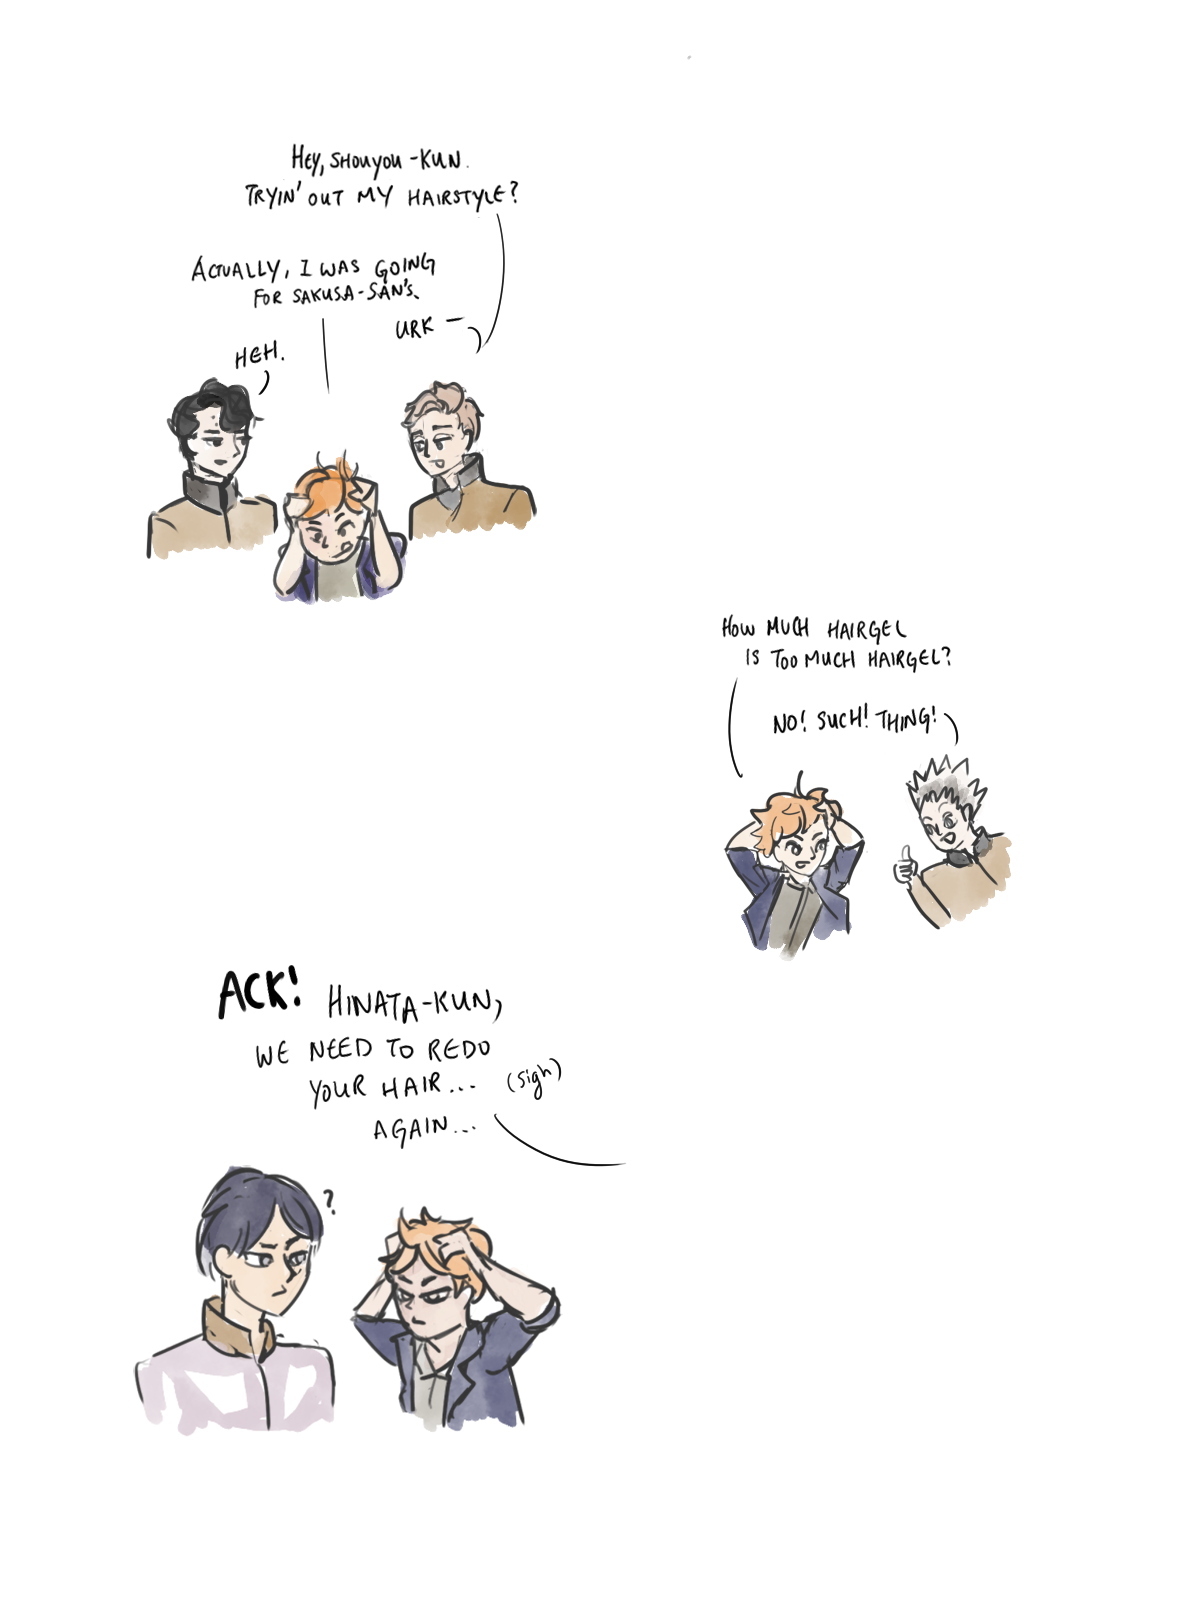 HEY, SHOUYOU-KUN.
TRYIN' OUT MY HAIRSTYLE?
ACTUALLY, I WAS GOING
FOR SAKUSA-SAN'S.
URK —
HEH.
HOW MUCH HAIRGEL
IS TOO MUCH HAIRGEL?
NO! SUCH! THING!
ACK! HINATA-KUN,
WE NEED TO REDO
YOUR HAIR... (sigh)
AGAIN...
?